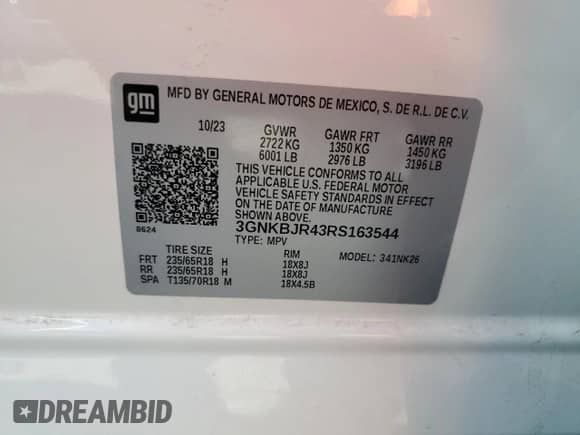 gm MFD BY GENERAL MOTORS DE MEXICO, S. DE R.L. DE C.V.
10/23 GVWR GAWR FRT GAWR RR
2722 KG 1350 KG 1450 KG
6001 LB 2976 LB 3196 LB
THIS VEHICLE CONFORMS TO ALL
APPLICABLE U.S. FEDERAL MOTOR
VEHICLE SAFETY STANDARDS IN EFFECT
ON THE DATE OF MANUFACTURE
SHOWN ABOVE.
8624 3GNKBJR43RS163544
TYPE: MPV
TIRE SIZE RIM MODEL: 341NK26
FRT 235/65R18 H 18X8J
RR 235/65R18 H 18X8J
SPA T135/70R18 M 18X4.5B
DREAMBID